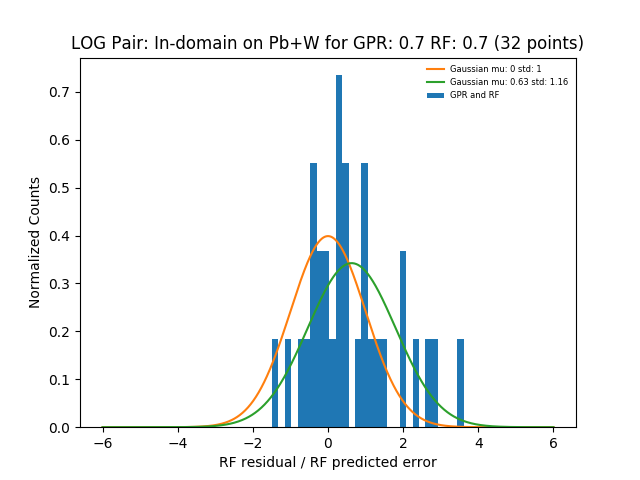 LOG Pair: In-domain on Pb+W for GPR: 0.7 RF: 0.7 (32 points)
Gaussian mu: 0 std: 1
Gaussian mu: 0.63 std: 1.16
GPR and RF
Normalized Counts
0.7
0.6
0.5
0.4
0.3
0.2
0.1
0.0
−6 −4 −2 0 2 4 6
RF residual / RF predicted error